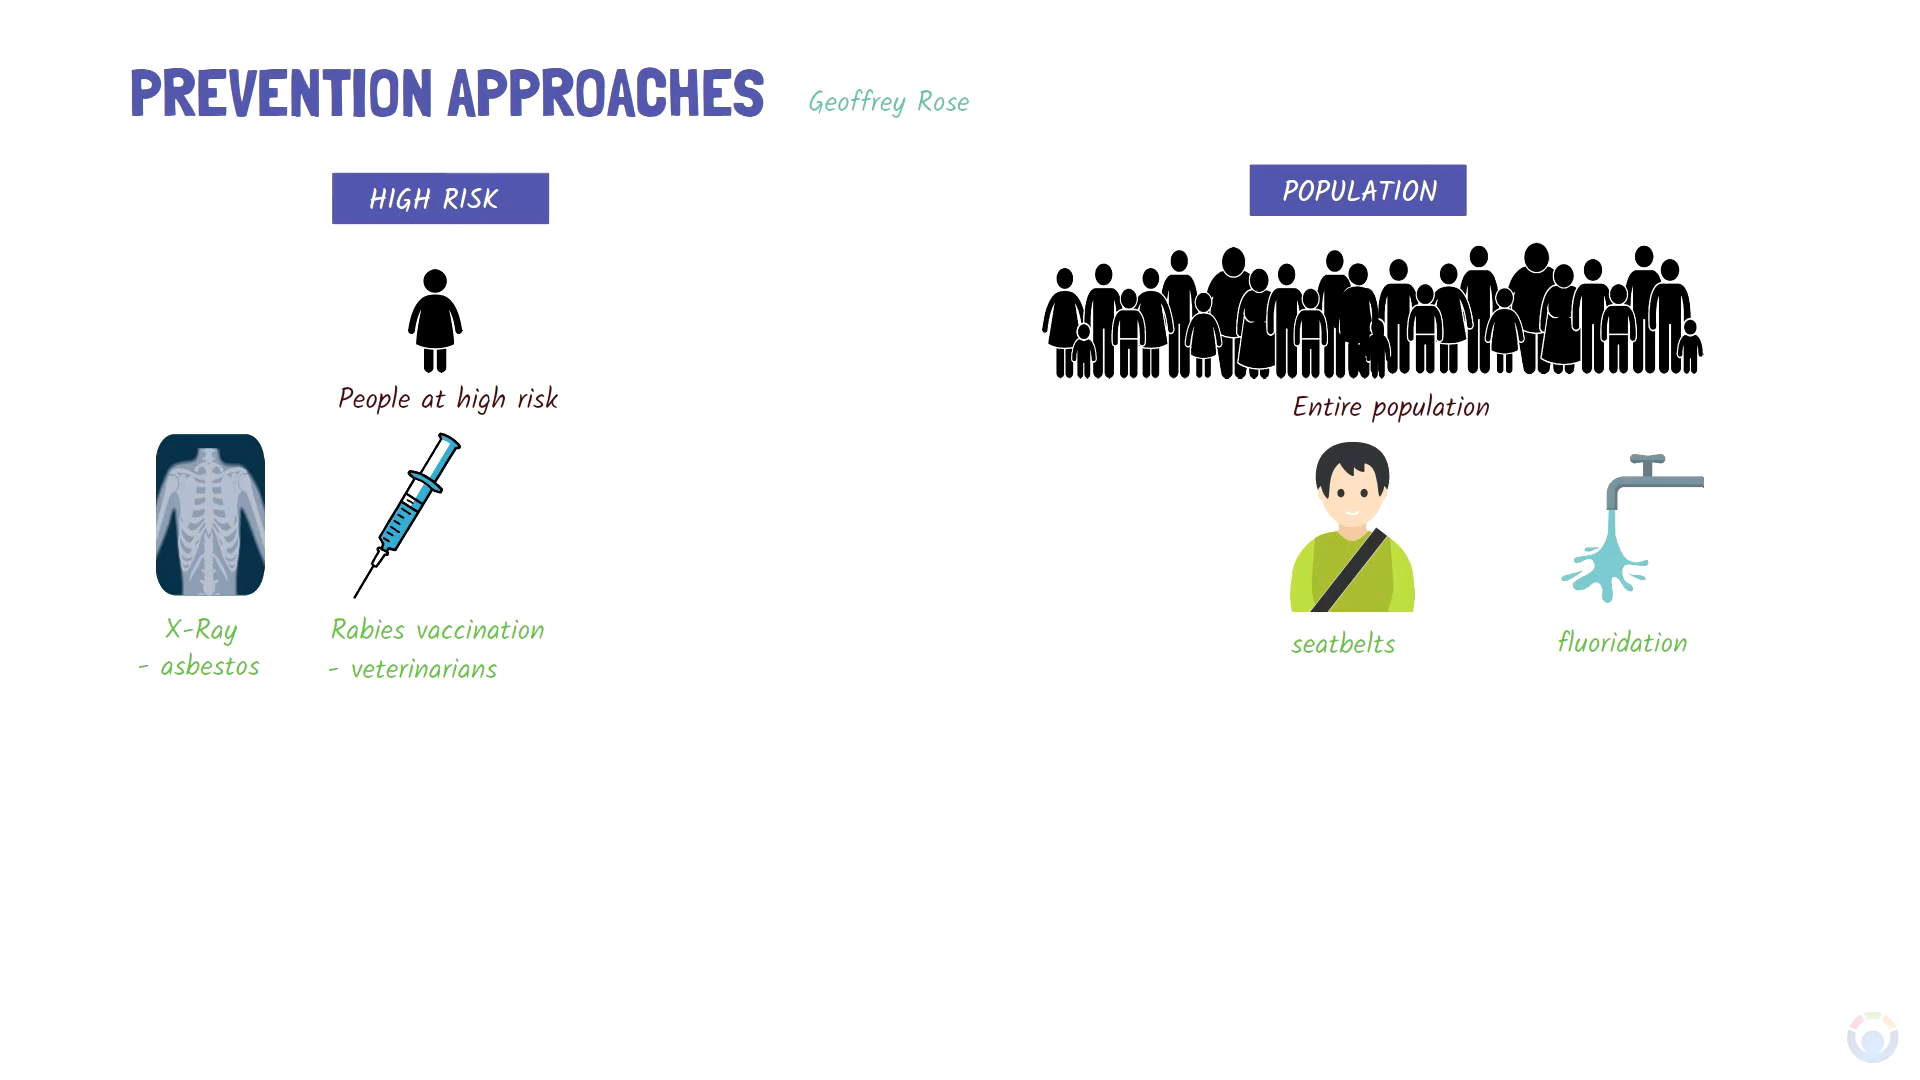 PREVENTION APPROACHES
Geoffrey Rose
HIGH RISK
People at high risk
X-Ray
- asbestos
Rabies vaccination
- veterinarians
POPULATION
Entire population
seatbelts
fluoridation